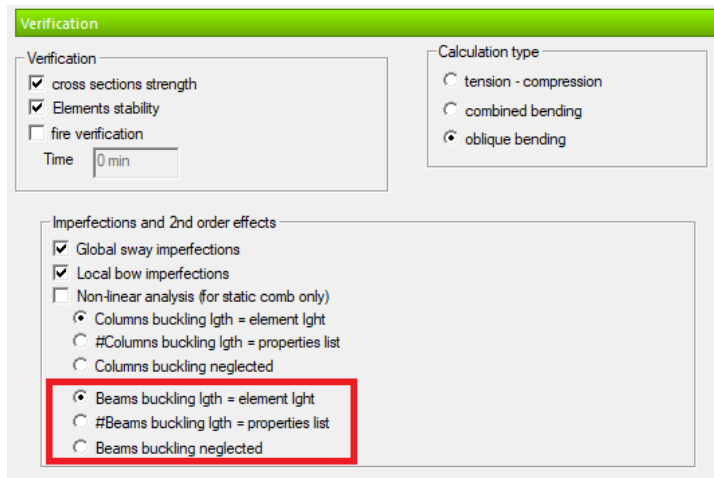 Verification
Verification
cross sections strength
Elements stability
fire verification
Time 0 min
Calculation type
tension - compression
combined bending
oblique bending
Imperfections and 2nd order effects
Global sway imperfections
Local bow imperfections
Non-linear analysis (for static comb only)
Columns buckling lgth = element lght
#Columns buckling lgth = properties list
Columns buckling neglected
Beams buckling lgth = element lght
#Beams buckling lgth = properties list
Beams buckling neglected